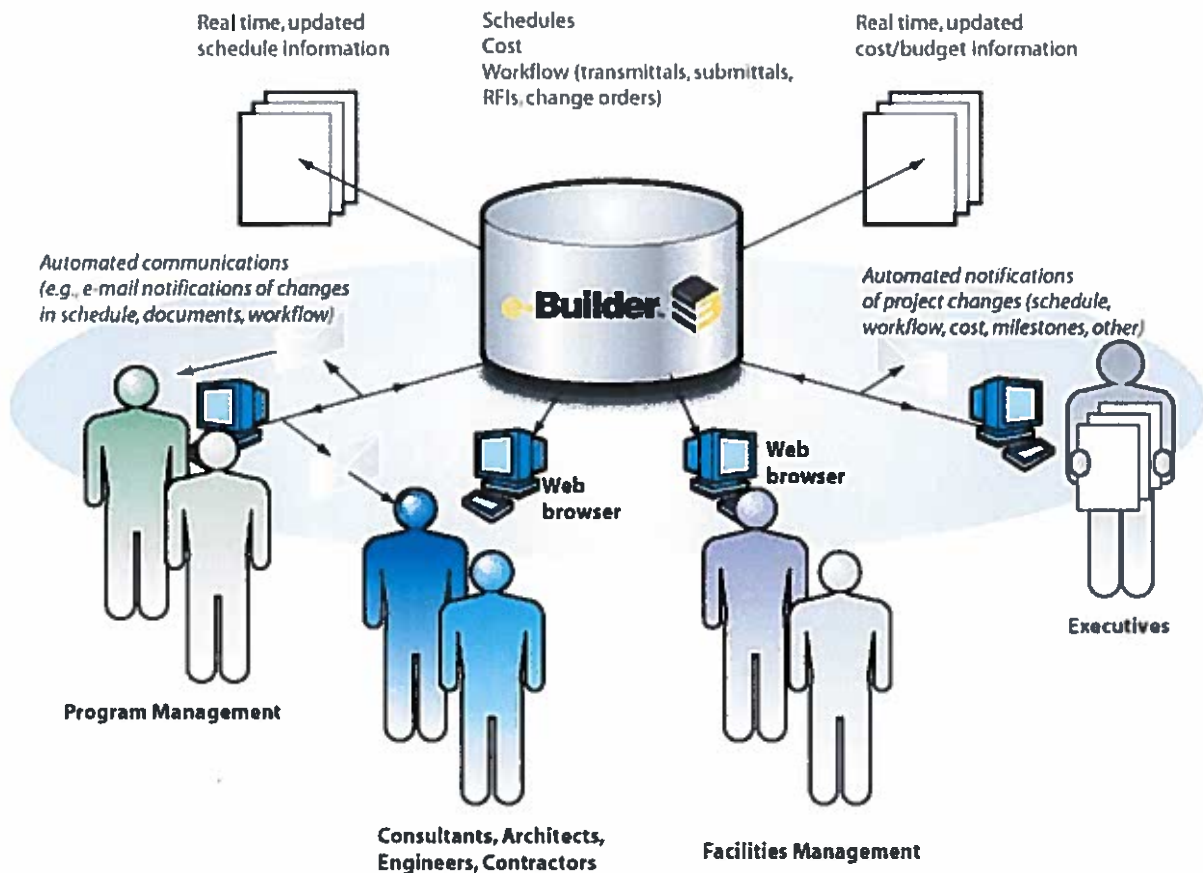 Real time, updated
schedule information
Schedules
Cost
Workflow (transmittals, submittals,
RFIs, change orders)
Real time, updated
cost/budget information
Automated communications
(e.g., e-mail notifications of changes
in schedule, documents, workflow)
e-Builder
Automated notifications
of project changes (schedule,
workflow, cost, milestones, other)
Web
browser
Web
browser
Executives
Program Management
Consultants, Architects,
Engineers, Contractors
Facilities Management